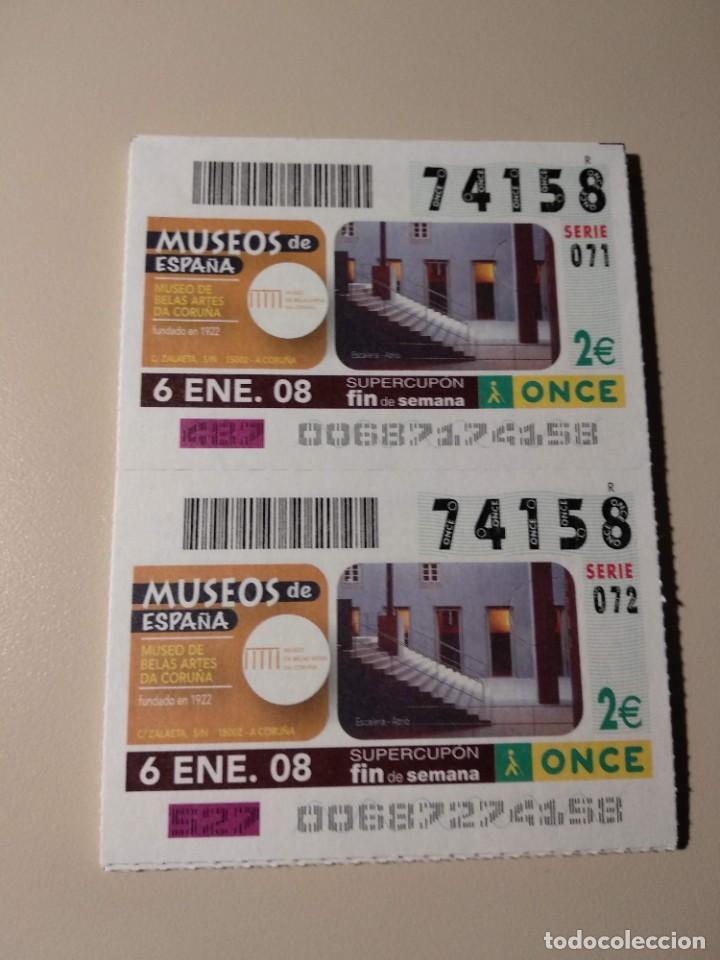 R
74158
SERIE
071
MUSEOS de
ESPAÑA
MUSEO DE
BELAS ARTES
DA CORUÑA
fundado en 1922
C/ ZALAETA, S/N 15002 - A CORUÑA
Escalera - Atrio
2€
6 ENE. 08
SUPERCUPÓN
fin de semana
ONCE
487
00687174158
R
74158
SERIE
072
MUSEOS de
ESPAÑA
MUSEO DE
BELAS ARTES
DA CORUÑA
fundado en 1922
C/ ZALAETA, S/N 15002 - A CORUÑA
Escalera - Atrio
2€
6 ENE. 08
SUPERCUPÓN
fin de semana
ONCE
527
00687274158
todocoleccion.net